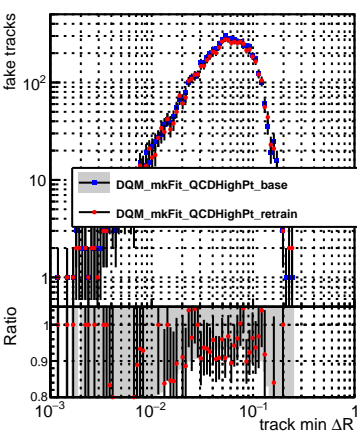 fake tracks
10²
10
1
DQM_mkFit_QCDHighPt_base
DQM_mkFit_QCDHighPt_retrain
Ratio
1
0.9
0.8
10⁻³ 10⁻² 10⁻¹ 1
track min ΔR